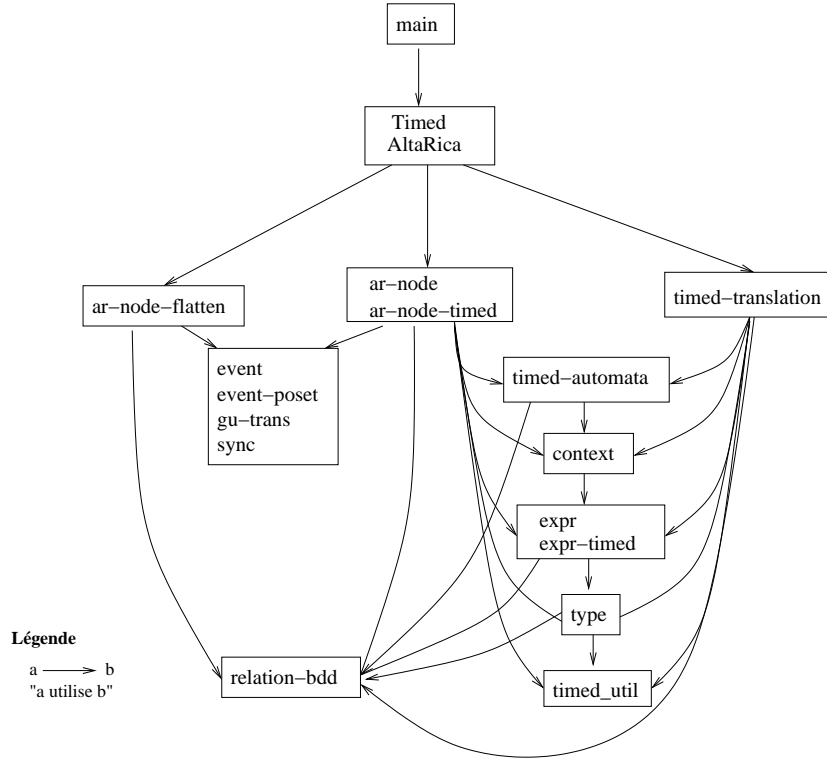 main
Timed
AltaRica
ar-node-flatten
ar-node
ar-node-timed
timed-translation
event
event-poset
gu-trans
sync
timed-automata
context
expr
expr-timed
type
timed_util
relation-bdd
Légende
a b
"a utilise b"